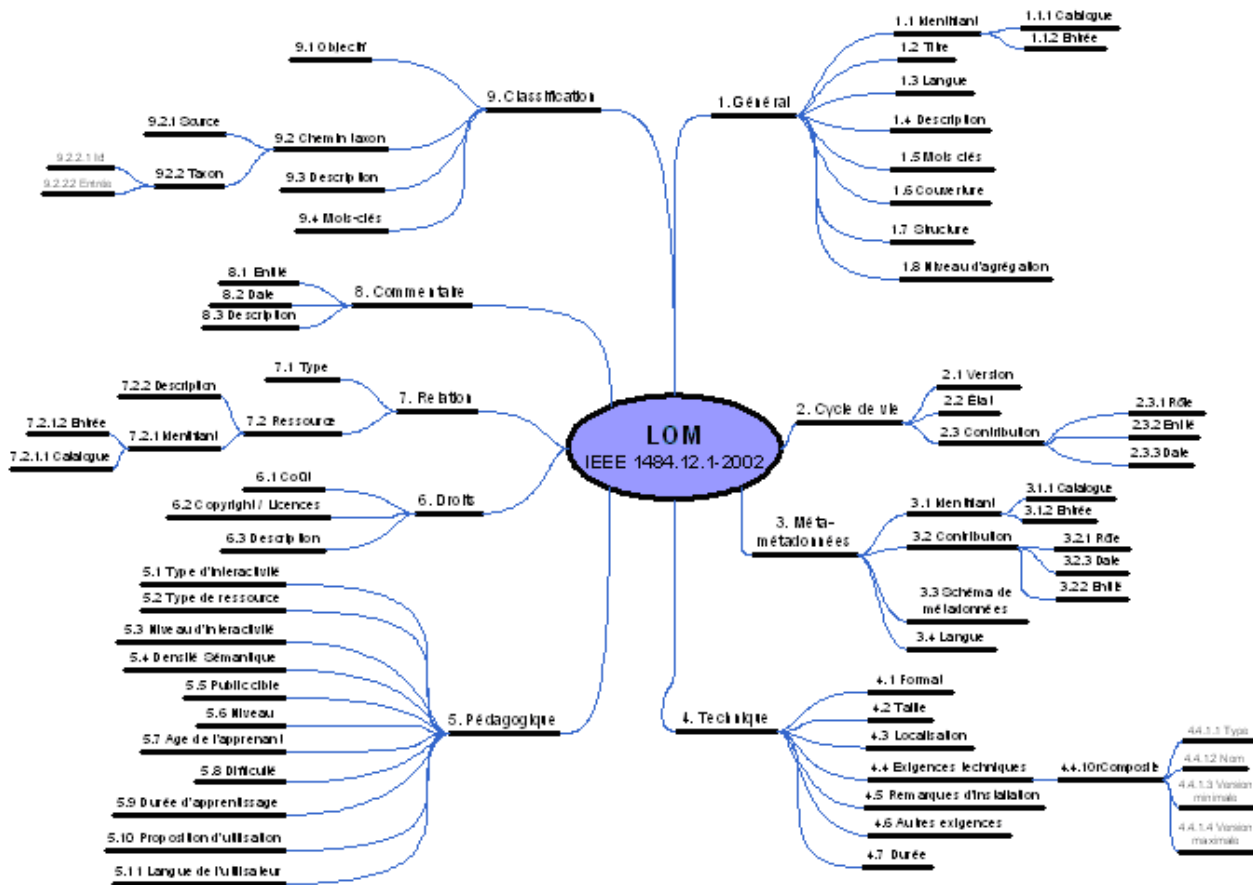 LOM
IEEE 1484.12.1-2002
1. Général
1.1 Identifiant
1.1.1 Catalogue
1.1.2 Entrée
1.2 Titre
1.3 Langue
1.4 Description
1.5 Mots clés
1.6 Couverture
1.7 Structure
1.8 Niveau d'agrégation
2. Cycle de vie
2.1 Version
2.2 État
2.3 Contribution
2.3.1 Rôle
2.3.2 Entité
2.3.3 Date
3. Méta-
métadonnées
3.1 Identifiant
3.1.1 Catalogue
3.1.2 Entrée
3.2 Contribution
3.2.1 Rôle
3.2.3 Date
3.2.2 Entité
3.3 Schéma de
métadonnées
3.4 Langue
4. Technique
4.1 Format
4.2 Taille
4.3 Localisation
4.4 Exigences techniques
4.4.1 OrComposite
4.4.1.1 Type
4.4.1.2 Nom
4.4.1.3 Version
minimale
4.4.1.4 Version
maximale
4.5 Remarques d'installation
4.6 Autres exigences
4.7 Durée
5. Pédagogique
5.1 Type d'interactivité
5.2 Type de ressource
5.3 Niveau d'interactivité
5.4 Densité Sémantique
5.5 Public cible
5.6 Niveau
5.7 Age de l'apprenant
5.8 Difficulté
5.9 Durée d'apprentissage
5.10 Proposition d'utilisation
5.11 Langue de l'utilisateur
6. Droits
6.1 Coût
6.2 Copyright / Licences
6.3 Description
7. Relation
7.1 Type
7.2 Ressource
7.2.2 Description
7.2.1 Identifiant
7.2.1.2 Entrée
7.2.1.1 Catalogue
8. Commentaire
8.1 Entité
8.2 Date
8.3 Description
9. Classification
9.1 Objectif
9.2 Chemin taxon
9.2.1 Source
9.2.2 Taxon
9.2.2.1 Id
9.2.2.2 Entrée
9.3 Description
9.4 Mots-clés